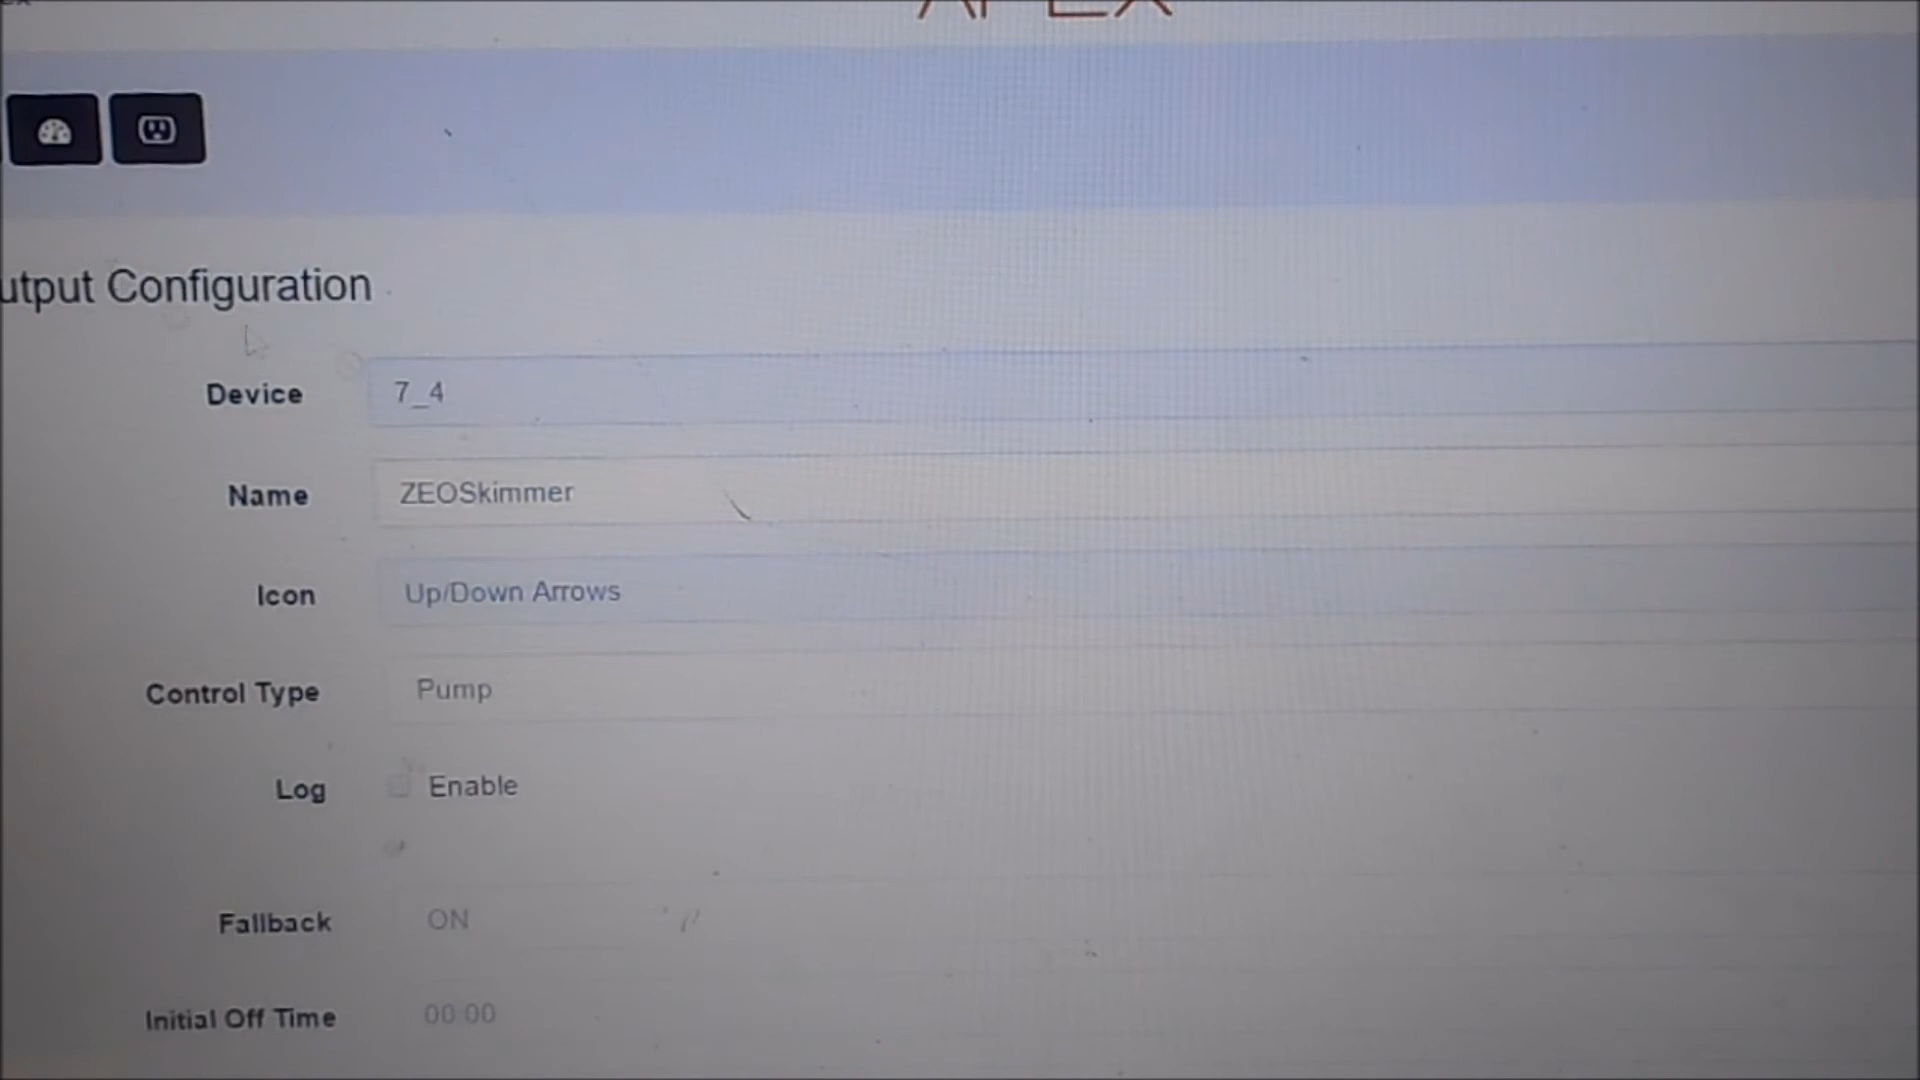 APEX
utput Configuration
Device 7_4
Name ZEOSkimmer
Icon Up/Down Arrows
Control Type Pump
Log Enable
Fallback ON
Initial Off Time 00:00